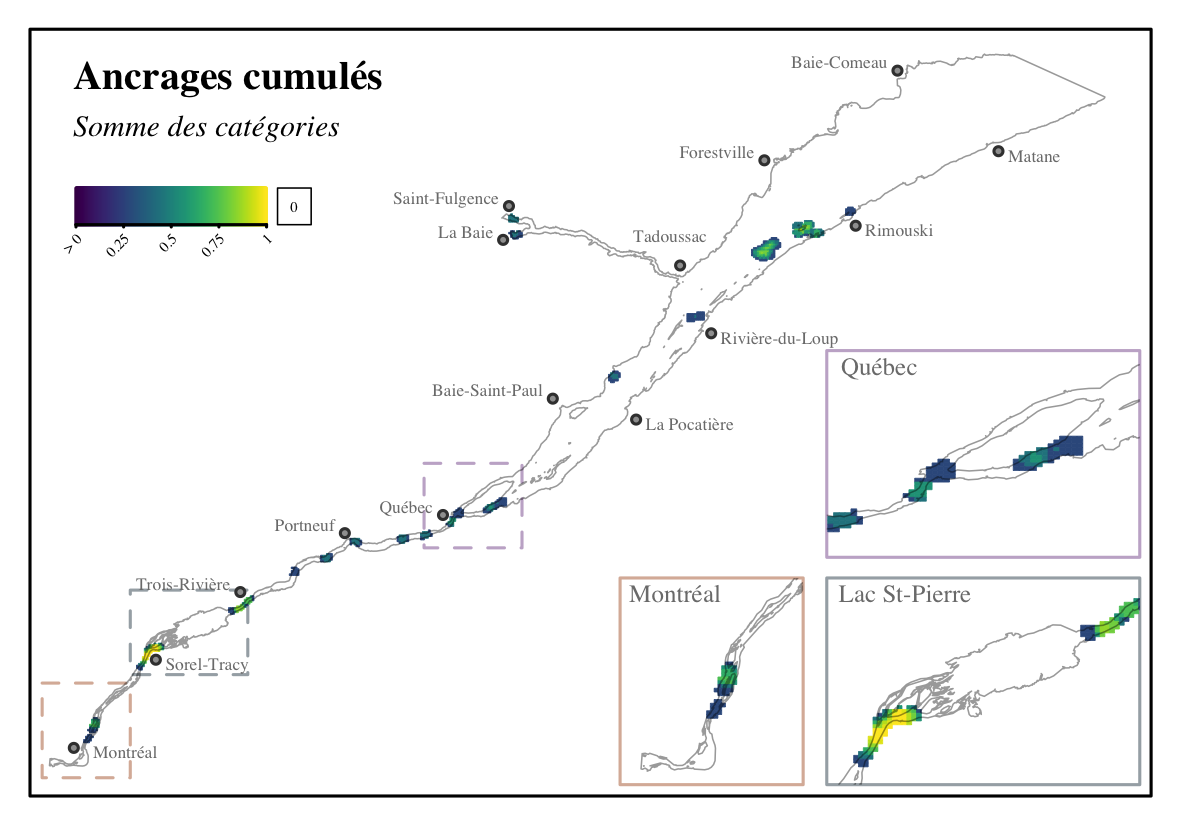 Ancrages cumulés
Somme des catégories
> 0
0.25
0.5
0.75
1
0
Baie-Comeau
Forestville
Matane
Saint-Fulgence
La Baie
Tadoussac
Rimouski
Rivière-du-Loup
Baie-Saint-Paul
La Pocatière
Québec
Portneuf
Trois-Rivière
Sorel-Tracy
Montréal
Québec
Montréal
Lac St-Pierre